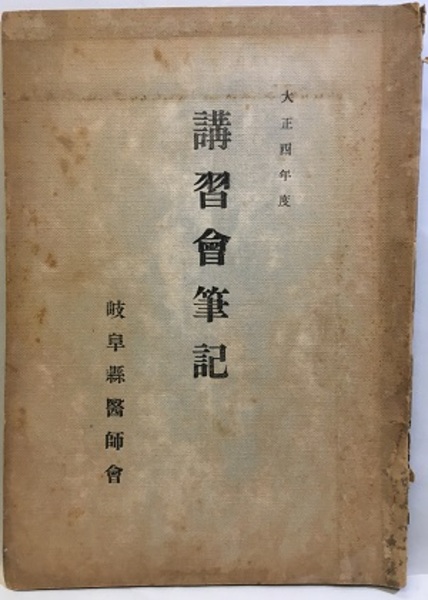 大正四年度
講習會筆記
岐阜縣醫師會